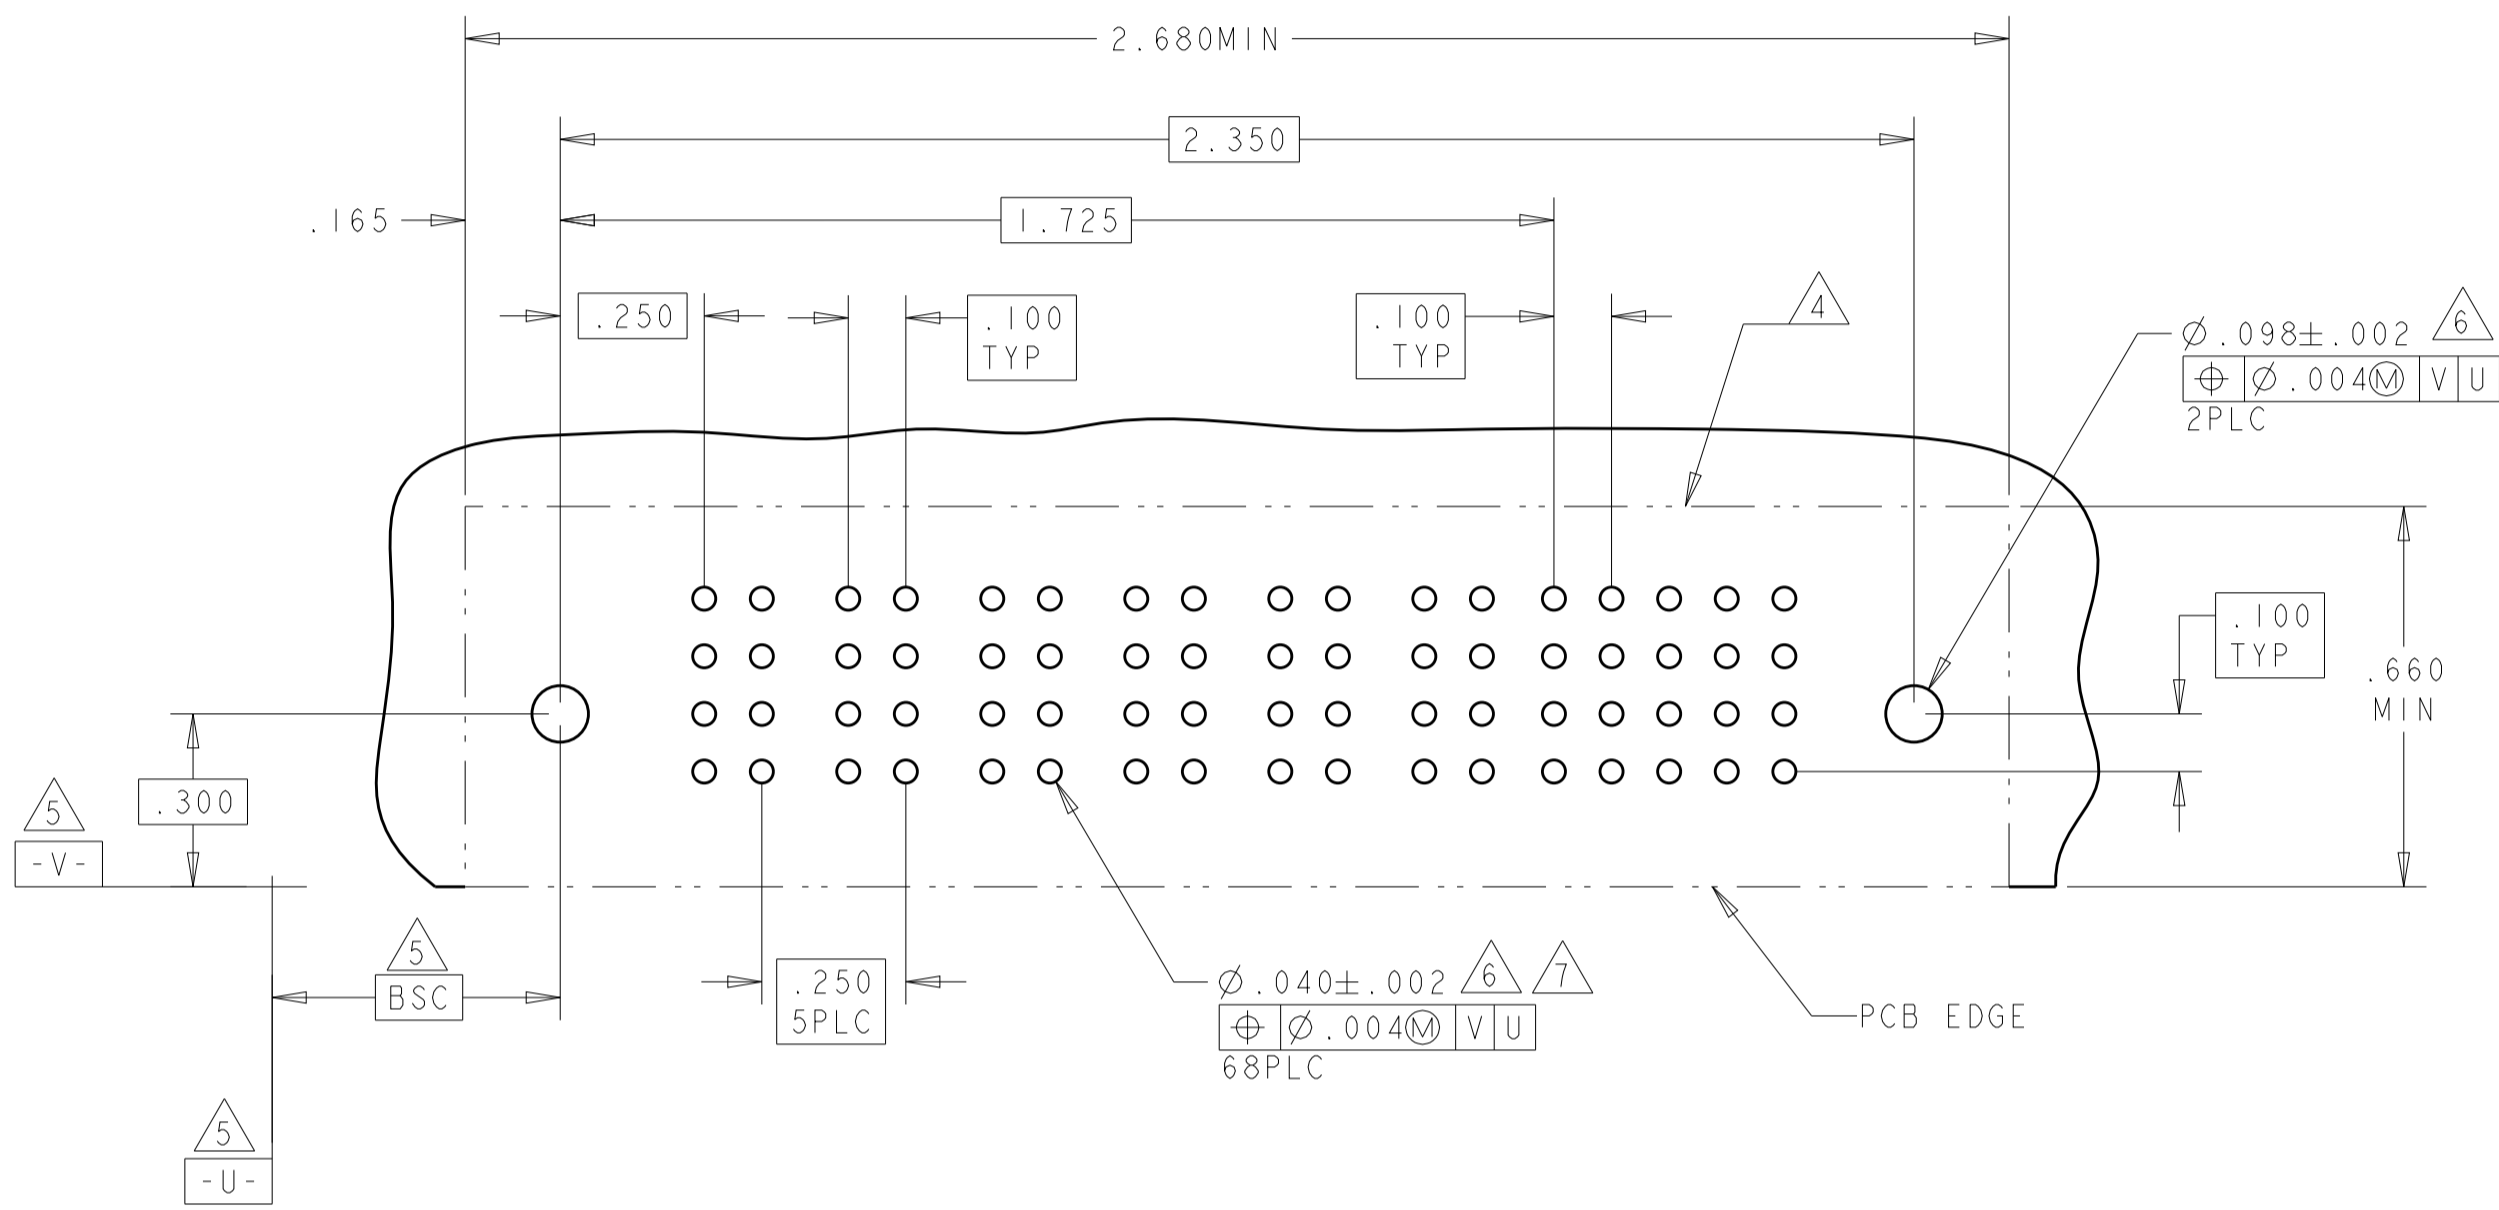 2.680MIN
2.350
.165
1.725
.250
.100
TYP
.100
TYP
4
⌀.098±.002 6
⌖ ⌀.004Ⓜ V U
2PLC
.100
TYP
.660
MIN
5
.300
-V-
5
BSC
.250
5PLC
⌀.040±.002 6 7
⌖ ⌀.004Ⓜ V U
68PLC
PCB EDGE
5
-U-